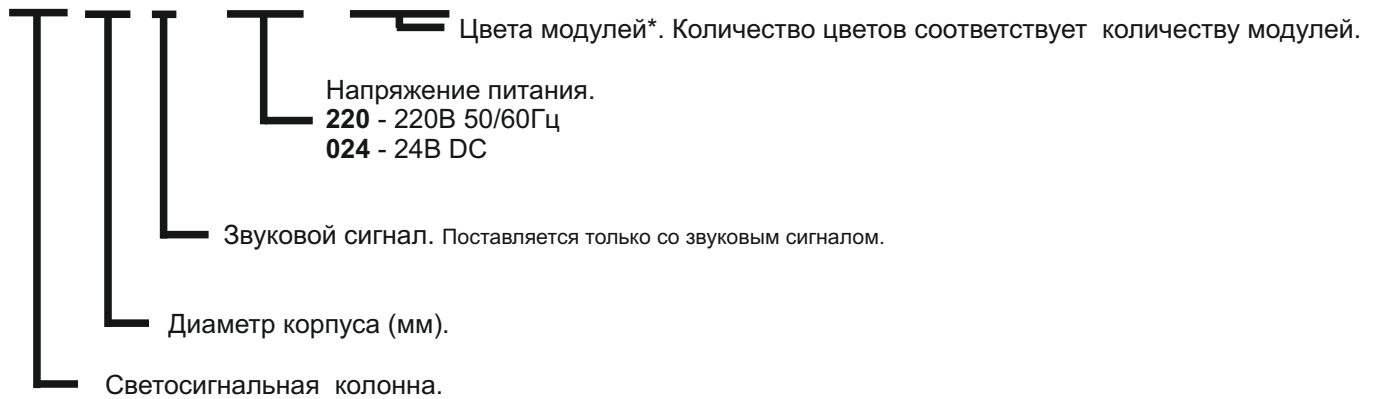 Цвета модулей*. Количество цветов соответствует количеству модулей.
Напряжение питания.
220 - 220В 50/60Гц
024 - 24В DC
Звуковой сигнал. Поставляется только со звуковым сигналом.
Диаметр корпуса (мм).
Светосигнальная колонна.